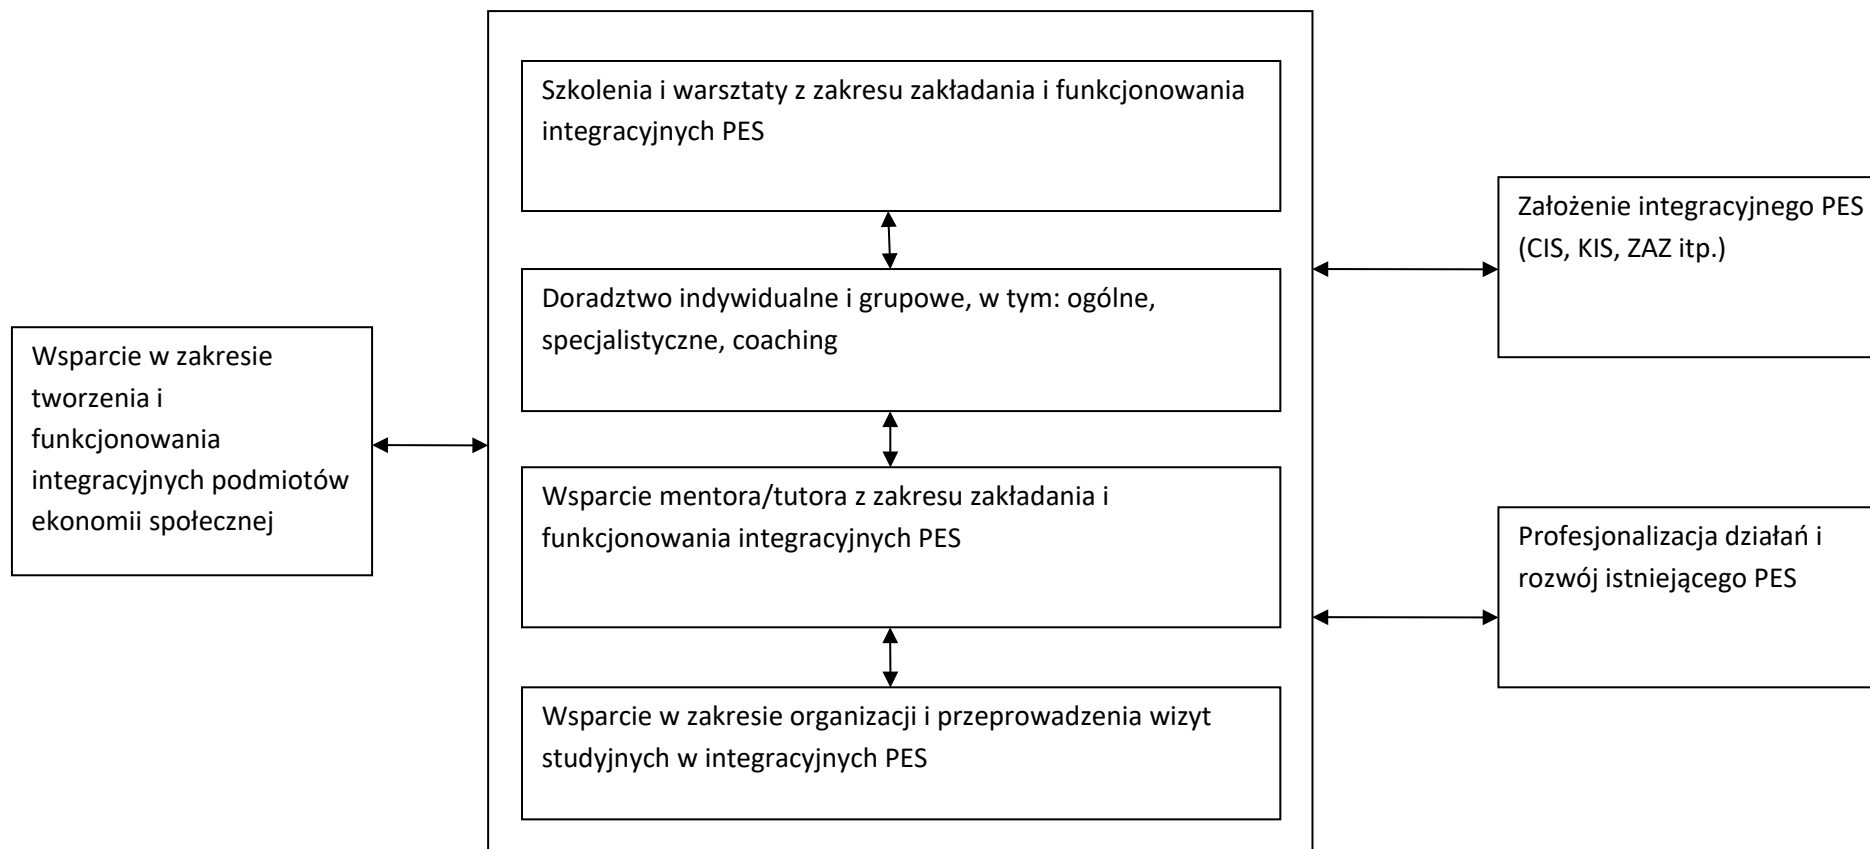 Wsparcie w zakresie
tworzenia i
funkcjonowania
integracyjnych podmiotów
ekonomii społecznej
Szkolenia i warsztaty z zakresu zakładania i funkcjonowania
integracyjnych PES
Doradztwo indywidualne i grupowe, w tym: ogólne,
specjalistyczne, coaching
Wsparcie mentora/tutora z zakresu zakładania i
funkcjonowania integracyjnych PES
Wsparcie w zakresie organizacji i przeprowadzenia wizyt
studyjnych w integracyjnych PES
Założenie integracyjnego PES
(CIS, KIS, ZAZ itp.)
Profesjonalizacja działań i
rozwój istniejącego PES